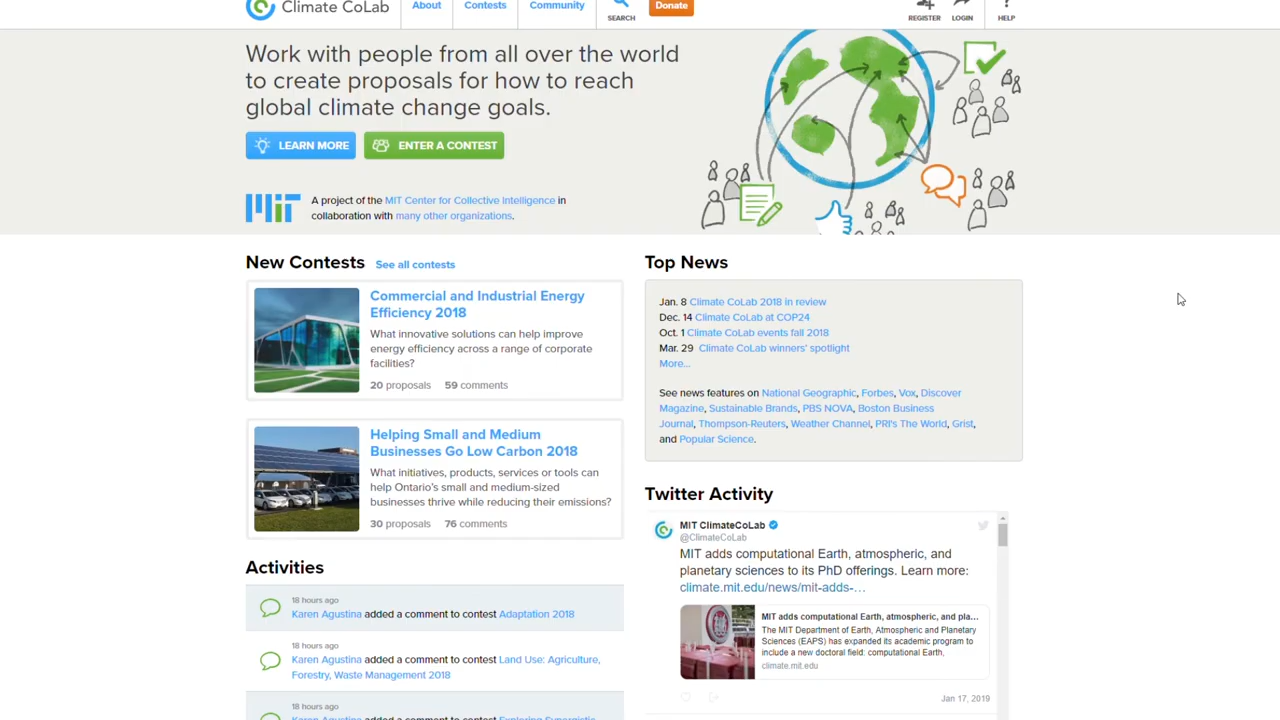 Climate CoLab
About
Contests
Community
SEARCH
Donate
REGISTER
LOGIN
HELP
Work with people from all over the world
to create proposals for how to reach
global climate change goals.
LEARN MORE
ENTER A CONTEST
MIT
A project of the MIT Center for Collective Intelligence in
collaboration with many other organizations.
New Contests See all contests
Commercial and Industrial Energy
Efficiency 2018
What innovative solutions can help improve
energy efficiency across a range of corporate
facilities?
20 proposals 59 comments
Helping Small and Medium
Businesses Go Low Carbon 2018
What initiatives, products, services or tools can
help Ontario's small and medium-sized
businesses thrive while reducing their emissions?
30 proposals 76 comments
Activities
18 hours ago
Karen Agustina added a comment to contest Adaptation 2018
18 hours ago
Karen Agustina added a comment to contest Land Use: Agriculture,
Forestry, Waste Management 2018
18 hours ago
Karen Agustina added a comment to contest Exploring Synergistic
Top News
Jan. 8 Climate CoLab 2018 in review
Dec. 14 Climate CoLab at COP24
Oct. 1 Climate CoLab events fall 2018
Mar. 29 Climate CoLab winners' spotlight
More...
See news features on National Geographic, Forbes, Vox, Discover
Magazine, Sustainable Brands, PBS NOVA, Boston Business
Journal, Thompson-Reuters, Weather Channel, PRI's The World, Grist,
and Popular Science.
Twitter Activity
MIT ClimateCoLab
@ClimateCoLab
MIT adds computational Earth, atmospheric, and
planetary sciences to its PhD offerings. Learn more:
climate.mit.edu/news/mit-adds-…
MIT adds computational Earth, atmospheric, and pla...
The MIT Department of Earth, Atmospheric and Planetary
Sciences (EAPS) has expanded its academic program to
include a new doctoral field: computational Earth,
climate.mit.edu
Jan 17, 2019